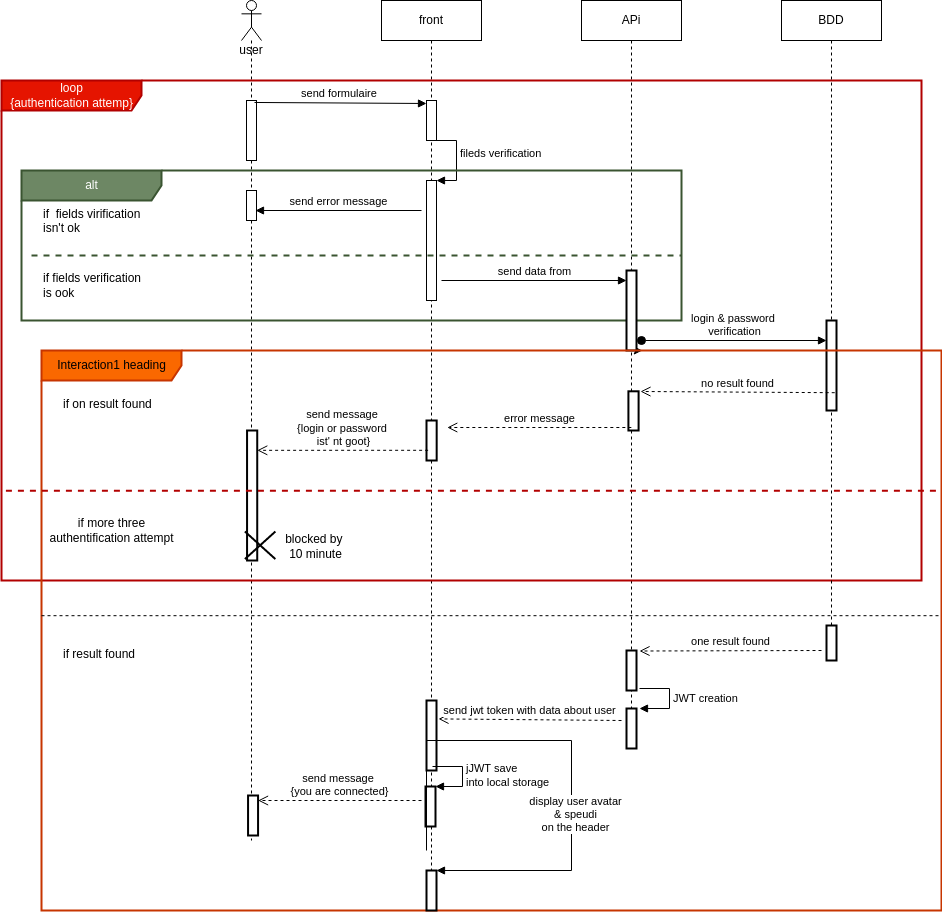 user
front
APi
BDD
loop
{authentication attemp}
send formulaire
fileds verification
alt
if  fields virification
isn't ok
send error message
if fields verification
is ook
send data from
login & password
verification
Interaction1 heading
no result found
if on result found
send message
{login or password
ist' nt goot}
error message
if more three
authentification attempt
blocked by
10 minute
one result found
if result found
JWT creation
send jwt token with data about user
jJWT save
into local storage
send message
{you are connected}
display user avatar
& speudi
on the header